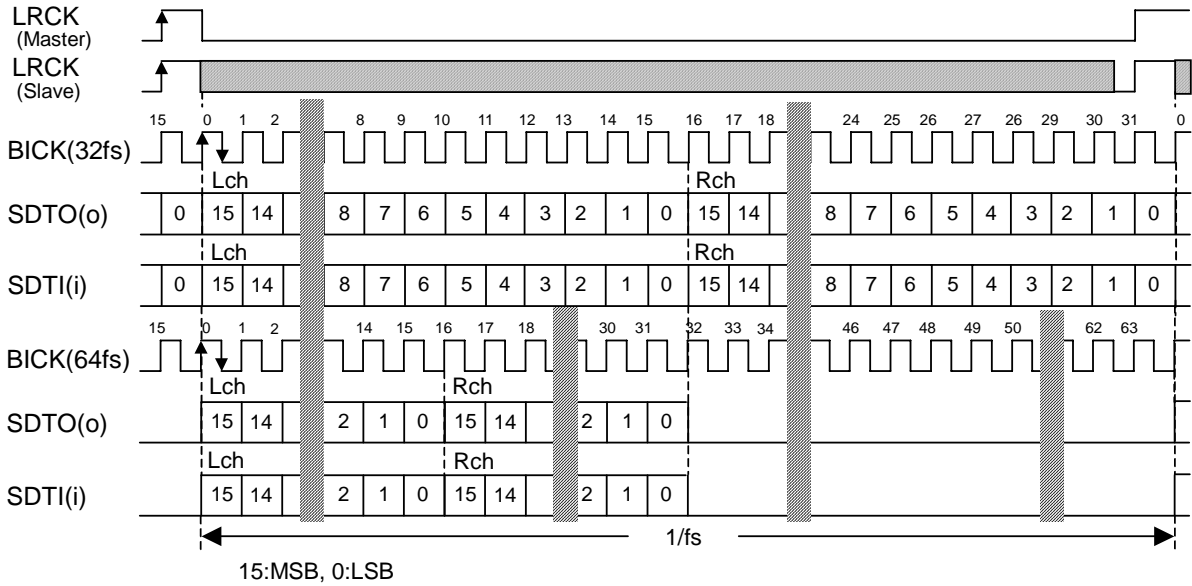 LRCK
(Master)
LRCK
(Slave)
15 0 1 2 8 9 10 11 12 13 14 15 16 17 18 24 25 26 27 26 29 30 31 0
BICK(32fs)
Lch Rch
SDTO(o) 0 15 14 8 7 6 5 4 3 2 1 0 15 14 8 7 6 5 4 3 2 1 0
Lch Rch
SDTI(i) 0 15 14 8 7 6 5 4 3 2 1 0 15 14 8 7 6 5 4 3 2 1 0
15 0 1 2 14 15 16 17 18 30 31 32 33 34 46 47 48 49 50 62 63
BICK(64fs)
Lch Rch
SDTO(o) 15 14 2 1 0 15 14 2 1 0
Lch Rch
SDTI(i) 15 14 2 1 0 15 14 2 1 0
1/fs
15:MSB, 0:LSB